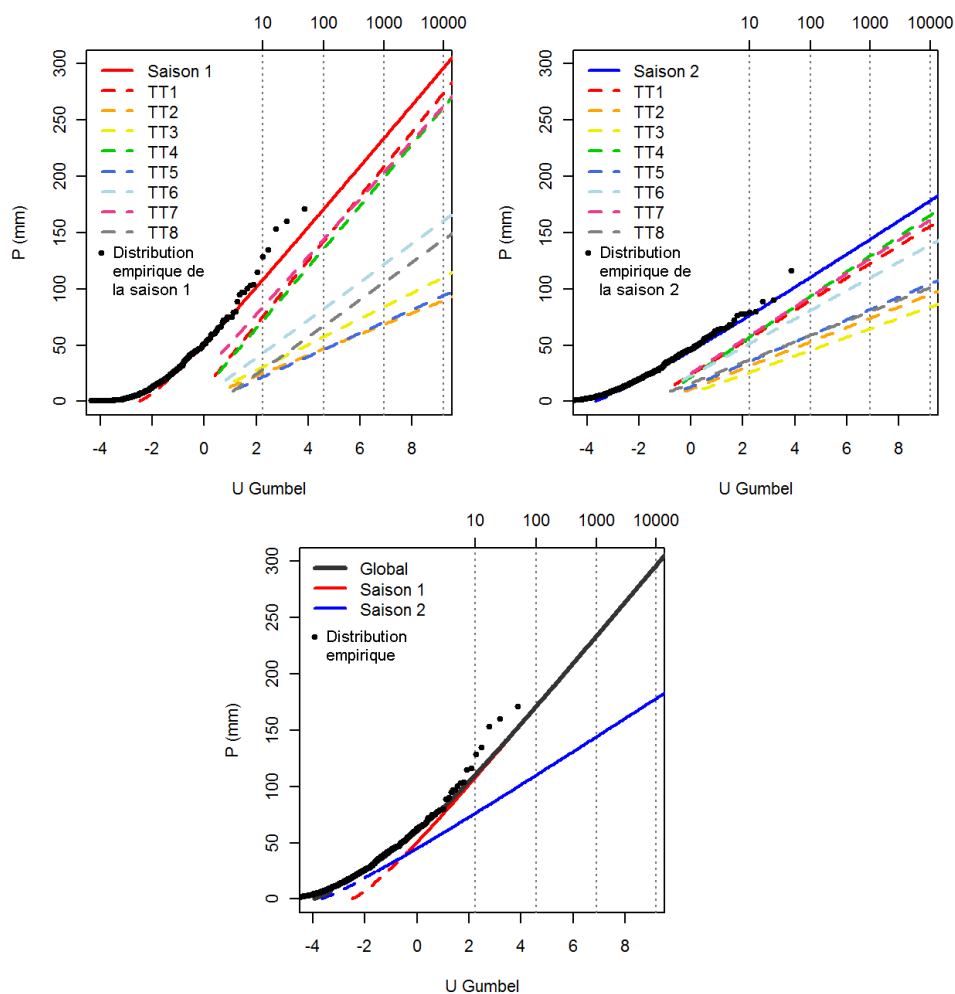 10 100 1000 10000
P (mm)
300
250
200
150
100
50
0
Saison 1
TT1
TT2
TT3
TT4
TT5
TT6
TT7
TT8
Distribution
empirique de
la saison 1
-4 -2 0 2 4 6 8
U Gumbel
10 100 1000 10000
P (mm)
300
250
200
150
100
50
0
Saison 2
TT1
TT2
TT3
TT4
TT5
TT6
TT7
TT8
Distribution
empirique de
la saison 2
-4 -2 0 2 4 6 8
U Gumbel
10 100 1000 10000
P (mm)
300
250
200
150
100
50
0
Global
Saison 1
Saison 2
Distribution
empirique
-4 -2 0 2 4 6 8
U Gumbel